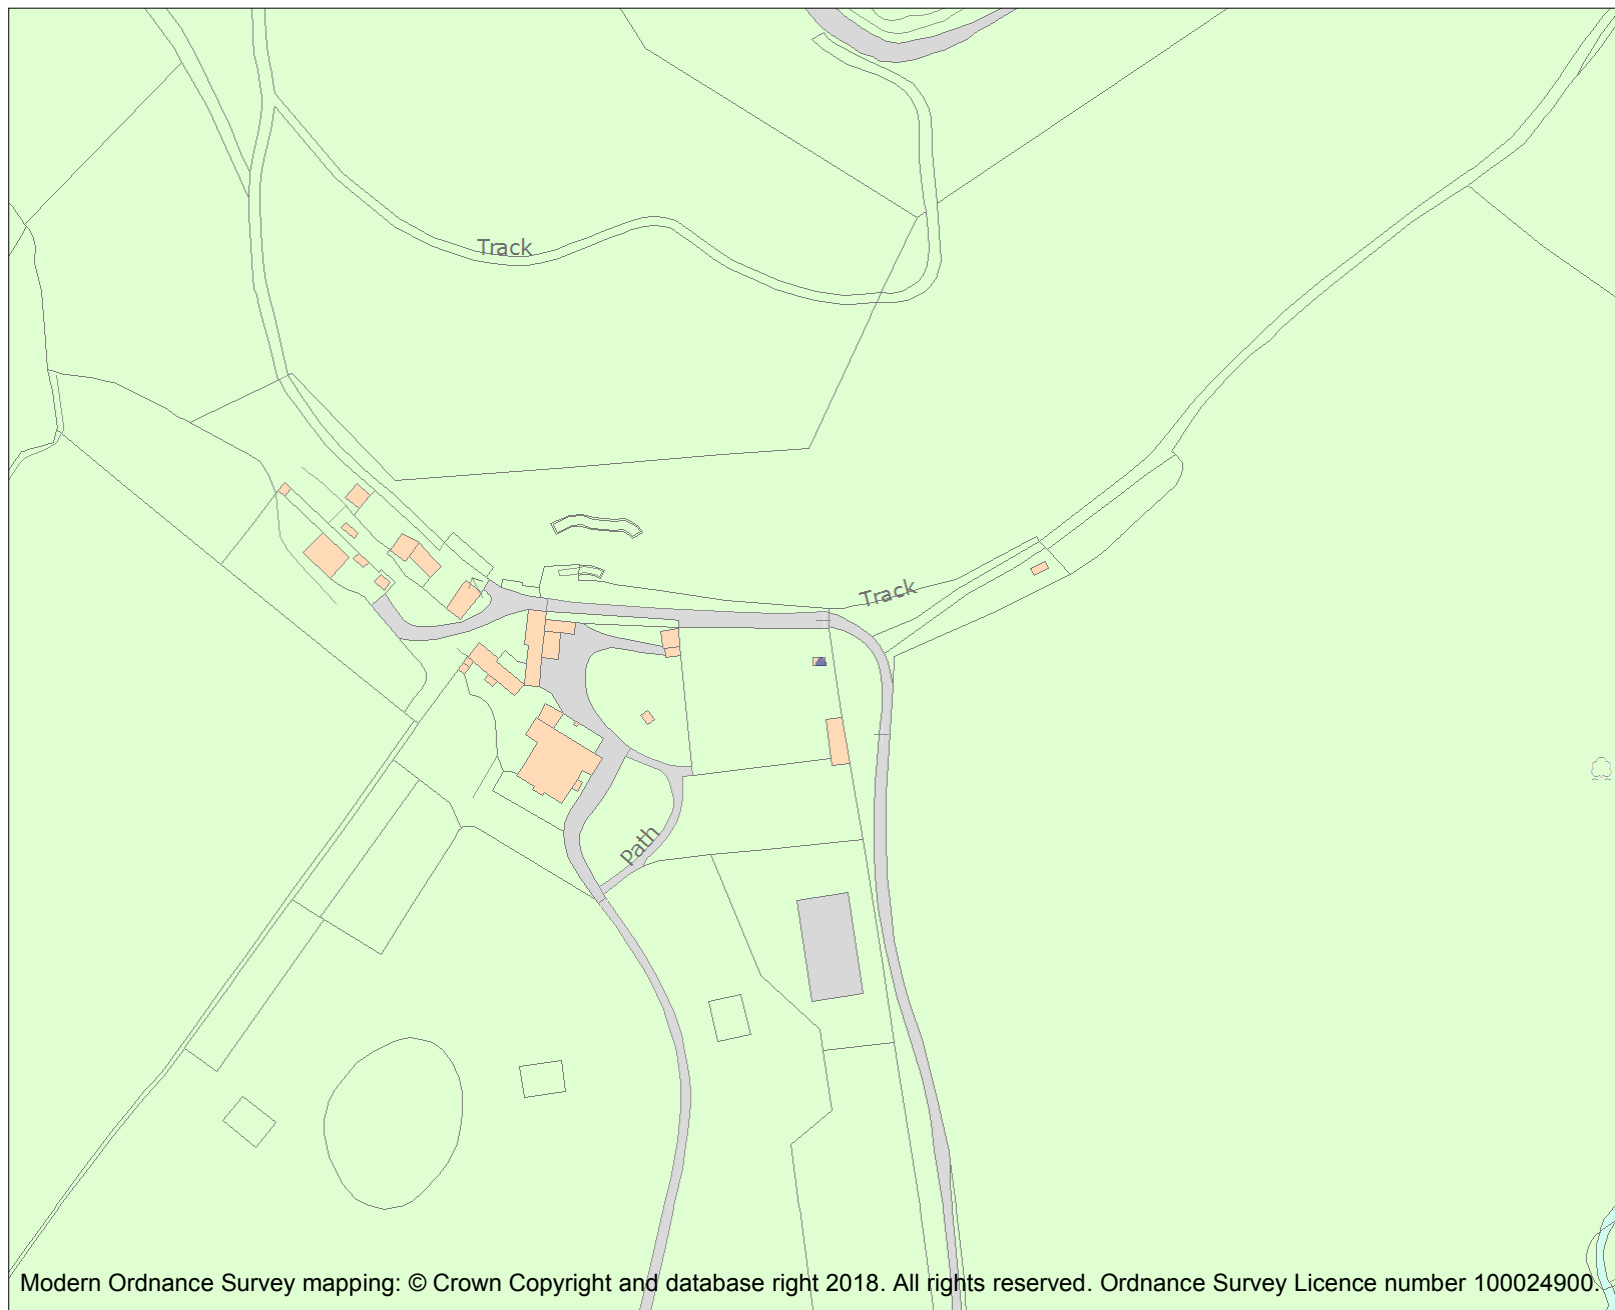 Track
Track
Path
Modern Ordnance Survey mapping: © Crown Copyright and database right 2018. All rights reserved. Ordnance Survey Licence number 100024900.